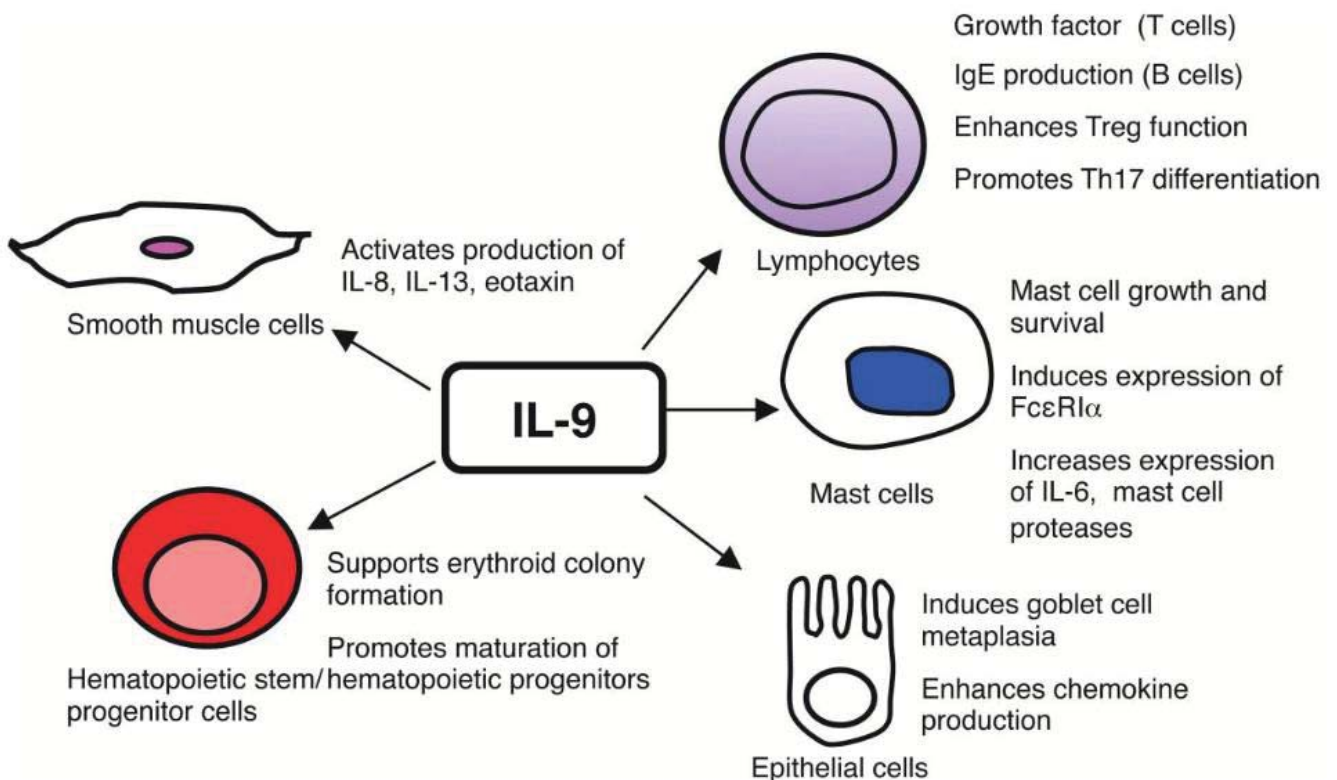 Growth factor (T cells)
IgE production (B cells)
Enhances Treg function
Promotes Th17 differentiation
Lymphocytes
Activates production of
IL-8, IL-13, eotaxin
Smooth muscle cells
Mast cell growth and
survival
Induces expression of
FcεRIα
Increases expression
of IL-6, mast cell
proteases
Mast cells
IL-9
Supports erythroid colony
formation
Promotes maturation of
hematopoietic progenitors
Hematopoietic stem/
progenitor cells
Induces goblet cell
metaplasia
Enhances chemokine
production
Epithelial cells